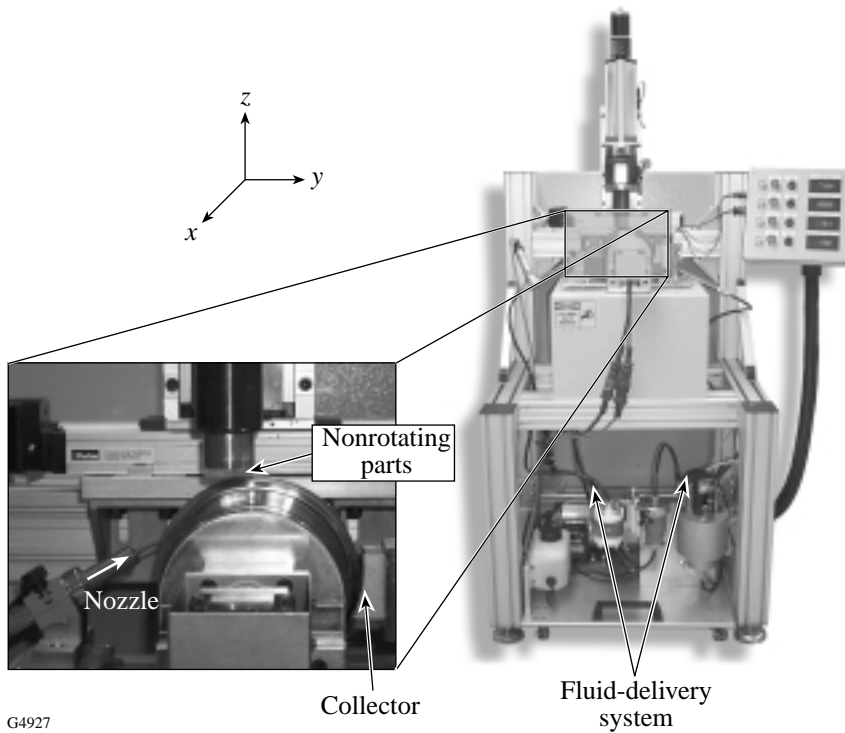 z
y
x
Nonrotating
parts
Nozzle
Collector
Fluid-delivery
system
G4927